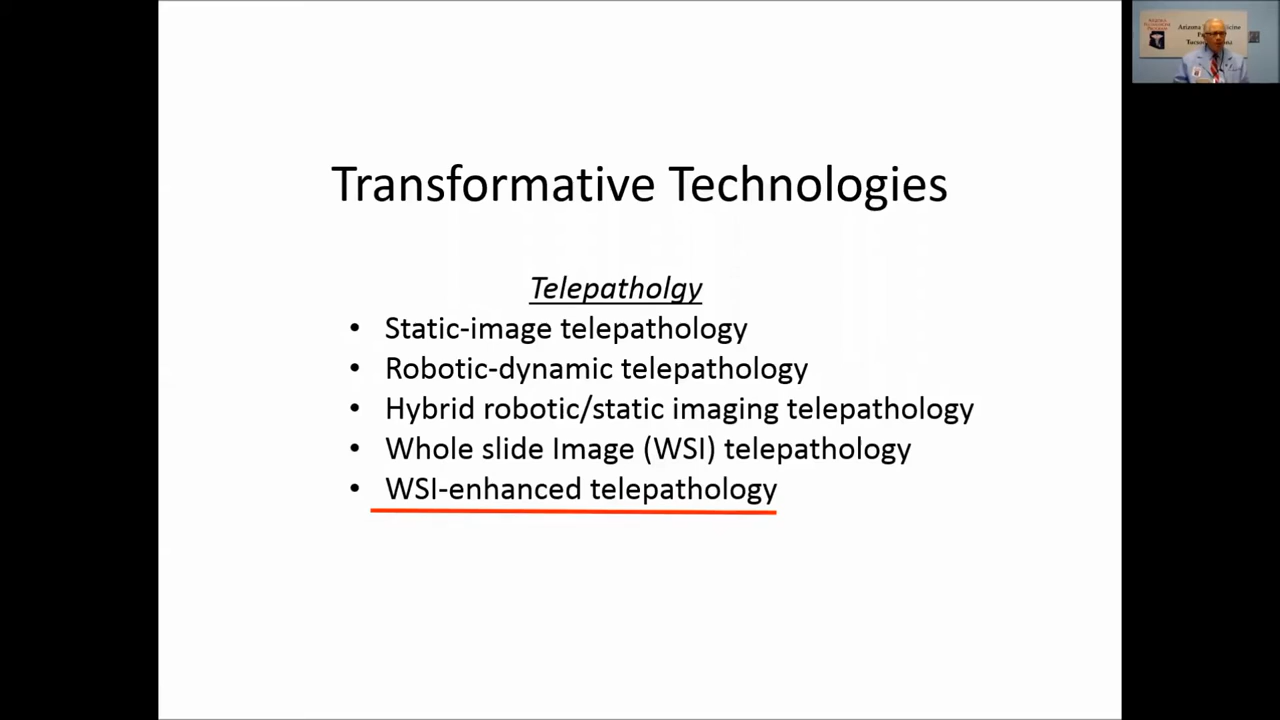 Transformative Technologies
Telepatholgy
• Static-image telepathology
• Robotic-dynamic telepathology
• Hybrid robotic/static imaging telepathology
• Whole slide Image (WSI) telepathology
• WSI-enhanced telepathology
Arizona